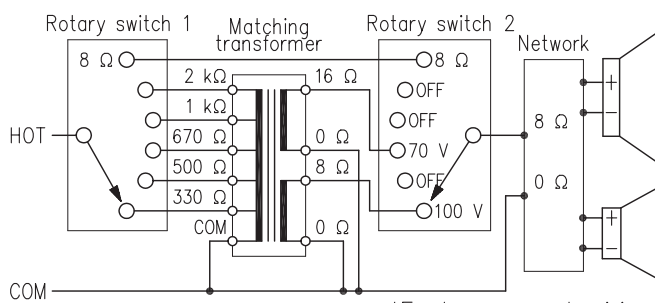 Rotary switch 1
Matching
transformer
Rotary switch 2
Network
8 Ω
2 kΩ
16 Ω
8 Ω
+
1 kΩ
OFF
−
OFF
HOT
670 Ω
0 Ω
70 V
8 Ω
500 Ω
8 Ω
OFF
0 Ω
330 Ω
100 V
COM
0 Ω
+
−
COM